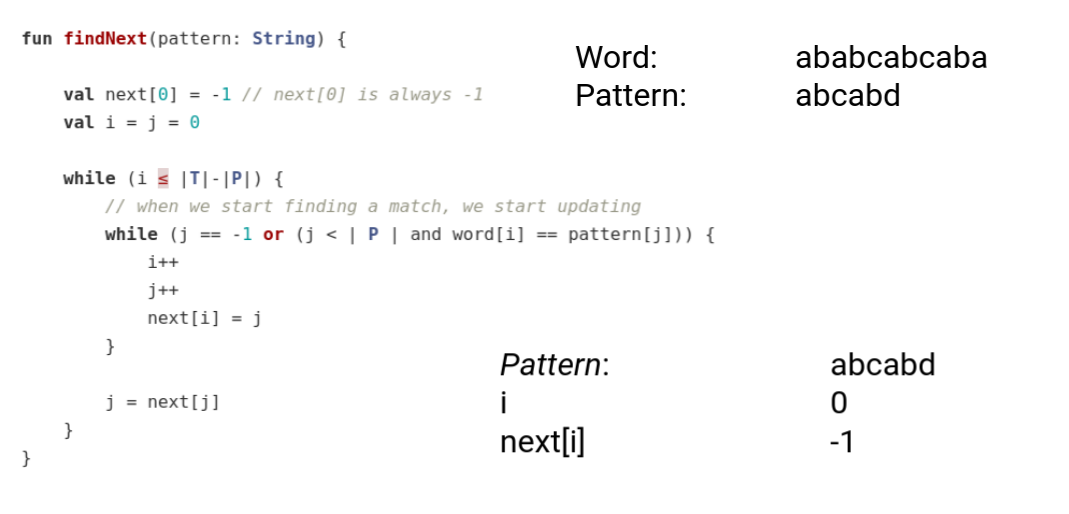 fun findNext(pattern: String) {
val next[0] = -1 // next[0] is always -1
val i = j = 0
while (i ≤ |T|-|P|) {
// when we start finding a match, we start updating
while (j == -1 or (j < | P | and word[i] == pattern[j])) {
i++
j++
next[i] = j
}
j = next[j]
}
}
Word: ababcabcaba
Pattern: abcabd
Pattern: abcabd
i 0
next[i] -1